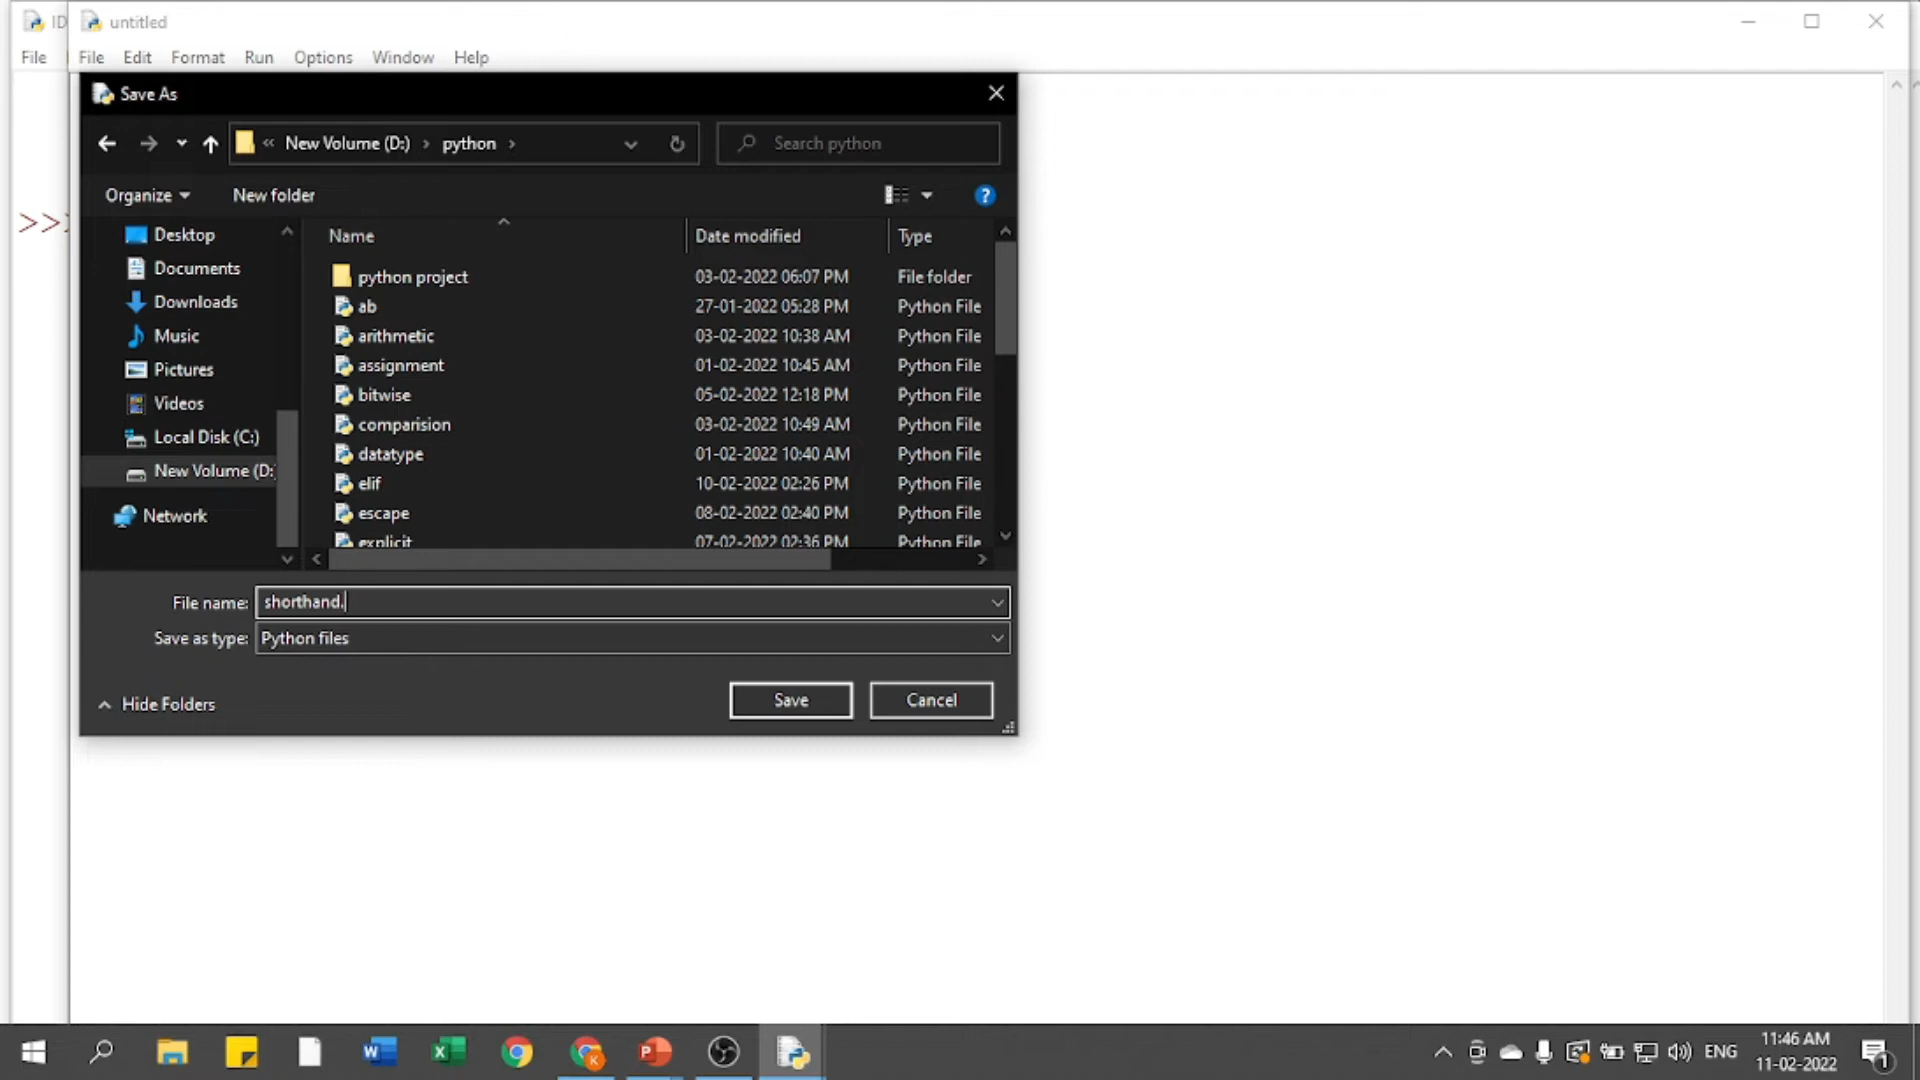 ID untitled
File File Edit Format Run Options Window Help
Save As
« New Volume (D:) › python › Search python
Organize New folder
>>>
Name Date modified Type
Desktop
Documents
Downloads
Music
Pictures
Videos
Local Disk (C:)
New Volume (D:
Network
python project 03-02-2022 06:07 PM File folder
ab 27-01-2022 05:28 PM Python File
arithmetic 03-02-2022 10:38 AM Python File
assignment 01-02-2022 10:45 AM Python File
bitwise 05-02-2022 12:18 PM Python File
comparision 03-02-2022 10:49 AM Python File
datatype 01-02-2022 10:40 AM Python File
elif 10-02-2022 02:26 PM Python File
escape 08-02-2022 02:40 PM Python File
explicit 07-02-2022 02:36 PM Python File
File name: shorthand.
Save as type: Python files
Hide Folders Save Cancel
ENG 11:46 AM
11-02-2022
1